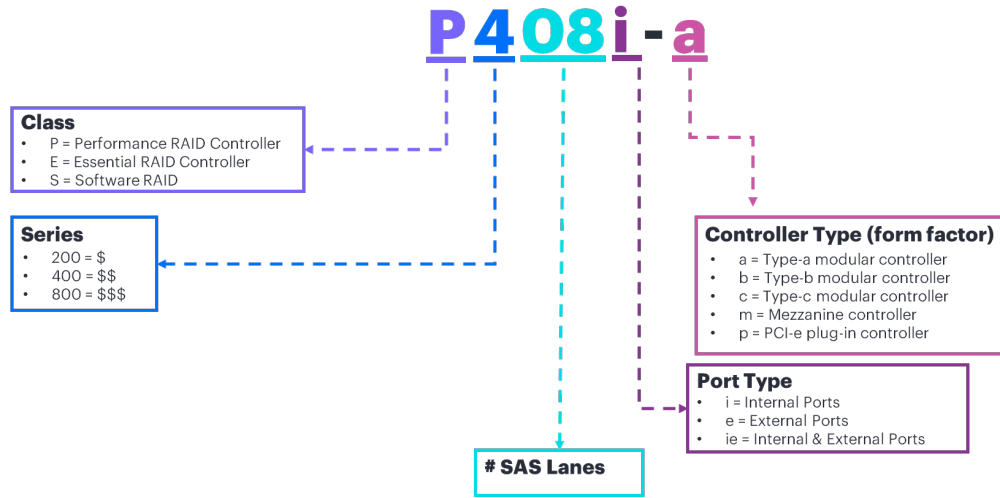 P408i-a
Class
• P = Performance RAID Controller
• E = Essential RAID Controller
• S = Software RAID
Series
• 200 = $
• 400 = $$
• 800 = $$$
Controller Type (form factor)
• a = Type-a modular controller
• b = Type-b modular controller
• c = Type-c modular controller
• m = Mezzanine controller
• p = PCI-e plug-in controller
Port Type
• i = Internal Ports
• e = External Ports
• ie = Internal & External Ports
# SAS Lanes